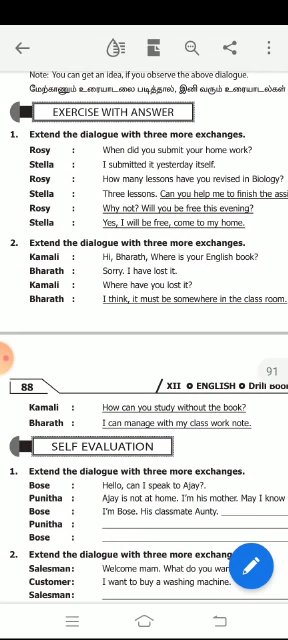 Note: You can get an idea, if you observe the above dialogue.
மேற்காணும் உரையாடலை படித்தால், இனி வரும் உரையாடல்கள்
EXERCISE WITH ANSWER
1. Extend the dialogue with three more exchanges.
Rosy : When did you submit your home work?
Stella : I submitted it yesterday itself.
Rosy : How many lessons have you revised in Biology?
Stella : Three lessons. Can you help me to finish the assi
Rosy : Why not? Will you be free this evening?
Stella : Yes, I will be free, come to my home.
2. Extend the dialogue with three more exchanges.
Kamali : Hi, Bharath, Where is your English book?
Bharath : Sorry. I have lost it.
Kamali : Where have you lost it?
Bharath : I think, it must be somewhere in the class room.
91
88 XII ENGLISH Drill Boo
Kamali : How can you study without the book?
Bharath : I can manage with my class work note.
SELF EVALUATION
1. Extend the dialogue with three more exchanges.
Bose : Hello, can I speak to Ajay?.
Punitha : Ajay is not at home. I'm his mother. May I know
Bose : I'm Bose. His classmate Aunty.
Punitha :
Bose :
2. Extend the dialogue with three more exchang
Salesman : Welcome mam. What do you wan
Customer : I want to buy a washing machine.
Salesman :